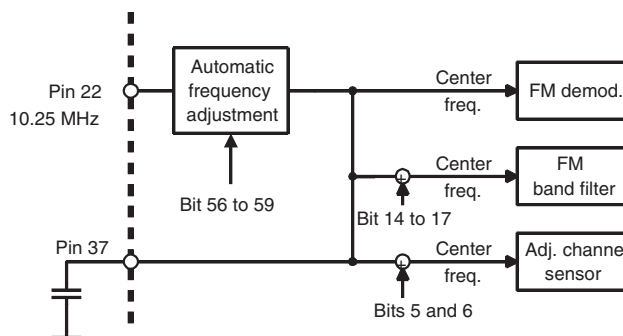 Pin 22
10.25 MHz
Automatic
frequency
adjustment
Bit 56 to 59
Center
freq.
FM demod.
+
Center
freq.
Bit 14 to 17
FM
band filter
Pin 37
+
Center
freq.
Bits 5 and 6
Adj. channel
sensor